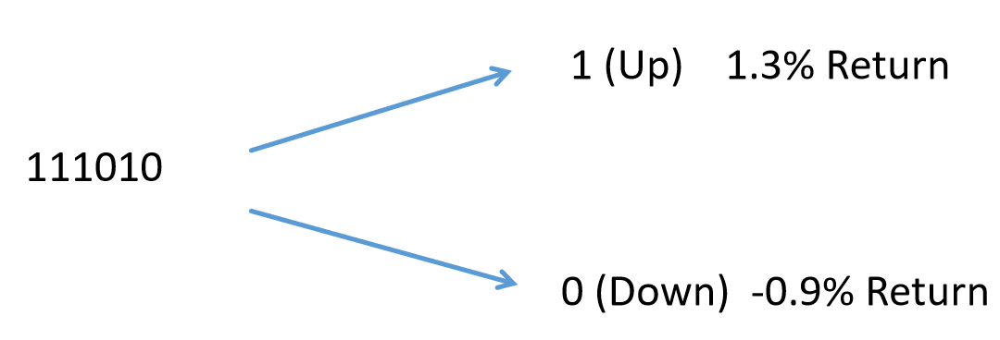 1 (Up) 1.3% Return
111010
0 (Down) -0.9% Return